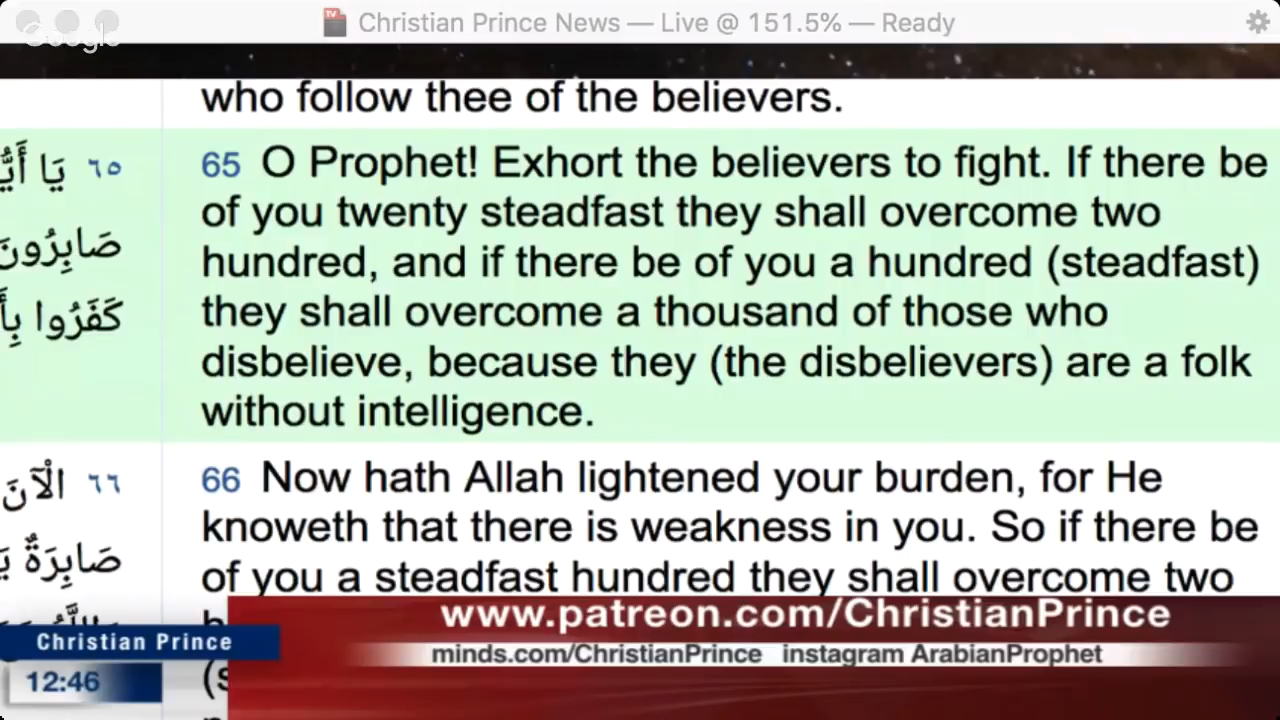 Christian Prince News — Live @ 151.5% — Ready
Google
who follow thee of the believers.
65 O Prophet! Exhort the believers to fight. If there be
of you twenty steadfast they shall overcome two
hundred, and if there be of you a hundred (steadfast)
they shall overcome a thousand of those who
disbelieve, because they (the disbelievers) are a folk
without intelligence.
٦٥ يَا أَيُّ
صَابِرُونَ
كَفَرُوا بِأَ
66 Now hath Allah lightened your burden, for He
knoweth that there is weakness in you. So if there be
of you a steadfast hundred they shall overcome two
٦٦ الْآنَ
صَابِرَةٌ
www.patreon.com/ChristianPrince
minds.com/ChristianPrince instagram ArabianProphet
Christian Prince
12:46